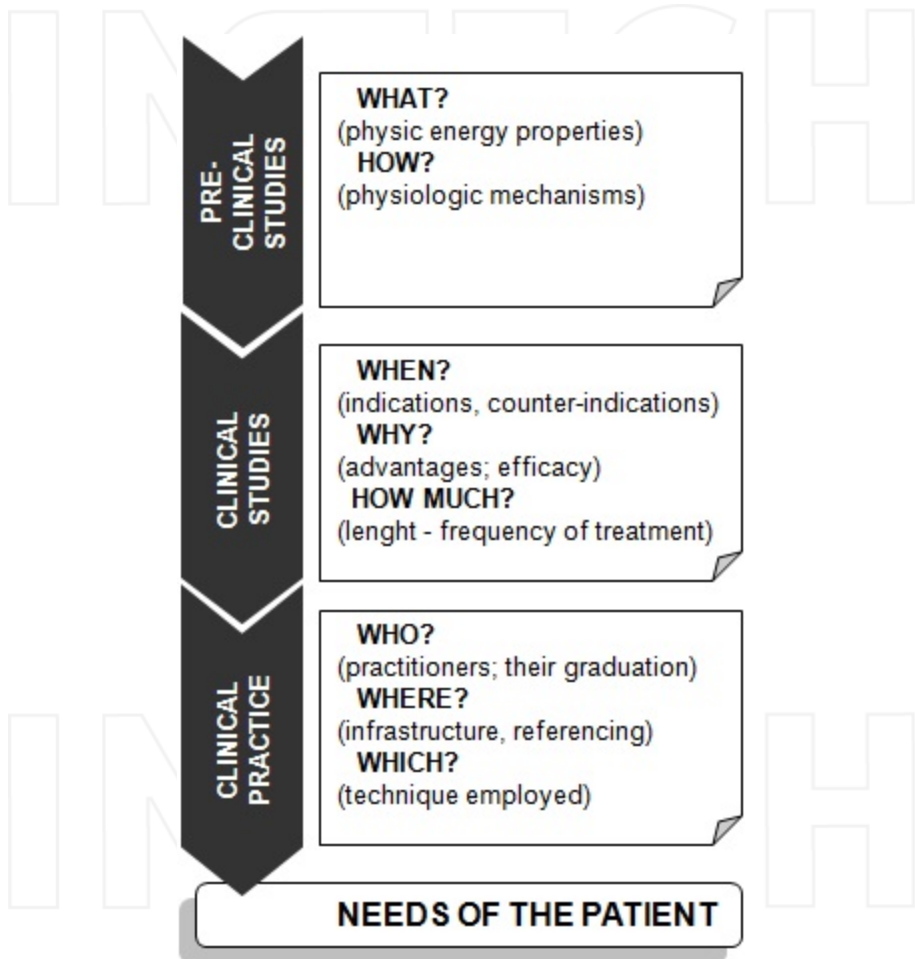 PRE-
CLINICAL
STUDIES
WHAT?
(physic energy properties)
HOW?
(physiologic mechanisms)
CLINICAL
STUDIES
WHEN?
(indications, counter-indications)
WHY?
(advantages; efficacy)
HOW MUCH?
(lenght - frequency of treatment)
CLINICAL
PRACTICE
WHO?
(practitioners; their graduation)
WHERE?
(infrastructure, referencing)
WHICH?
(technique employed)
NEEDS OF THE PATIENT